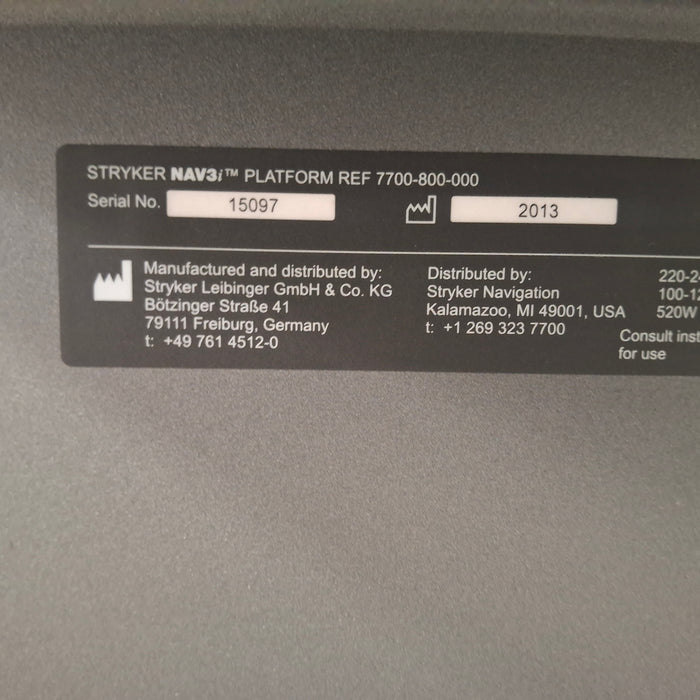 STRYKER NAV3i™ PLATFORM REF 7700-800-000
Serial No. 15097 2013
Manufactured and distributed by:
Stryker Leibinger GmbH & Co. KG
Bötzinger Straße 41
79111 Freiburg, Germany
t: +49 761 4512-0
Distributed by:
Stryker Navigation
Kalamazoo, MI 49001, USA
t: +1 269 323 7700
220-2
100-12
520W
Consult inst
for use